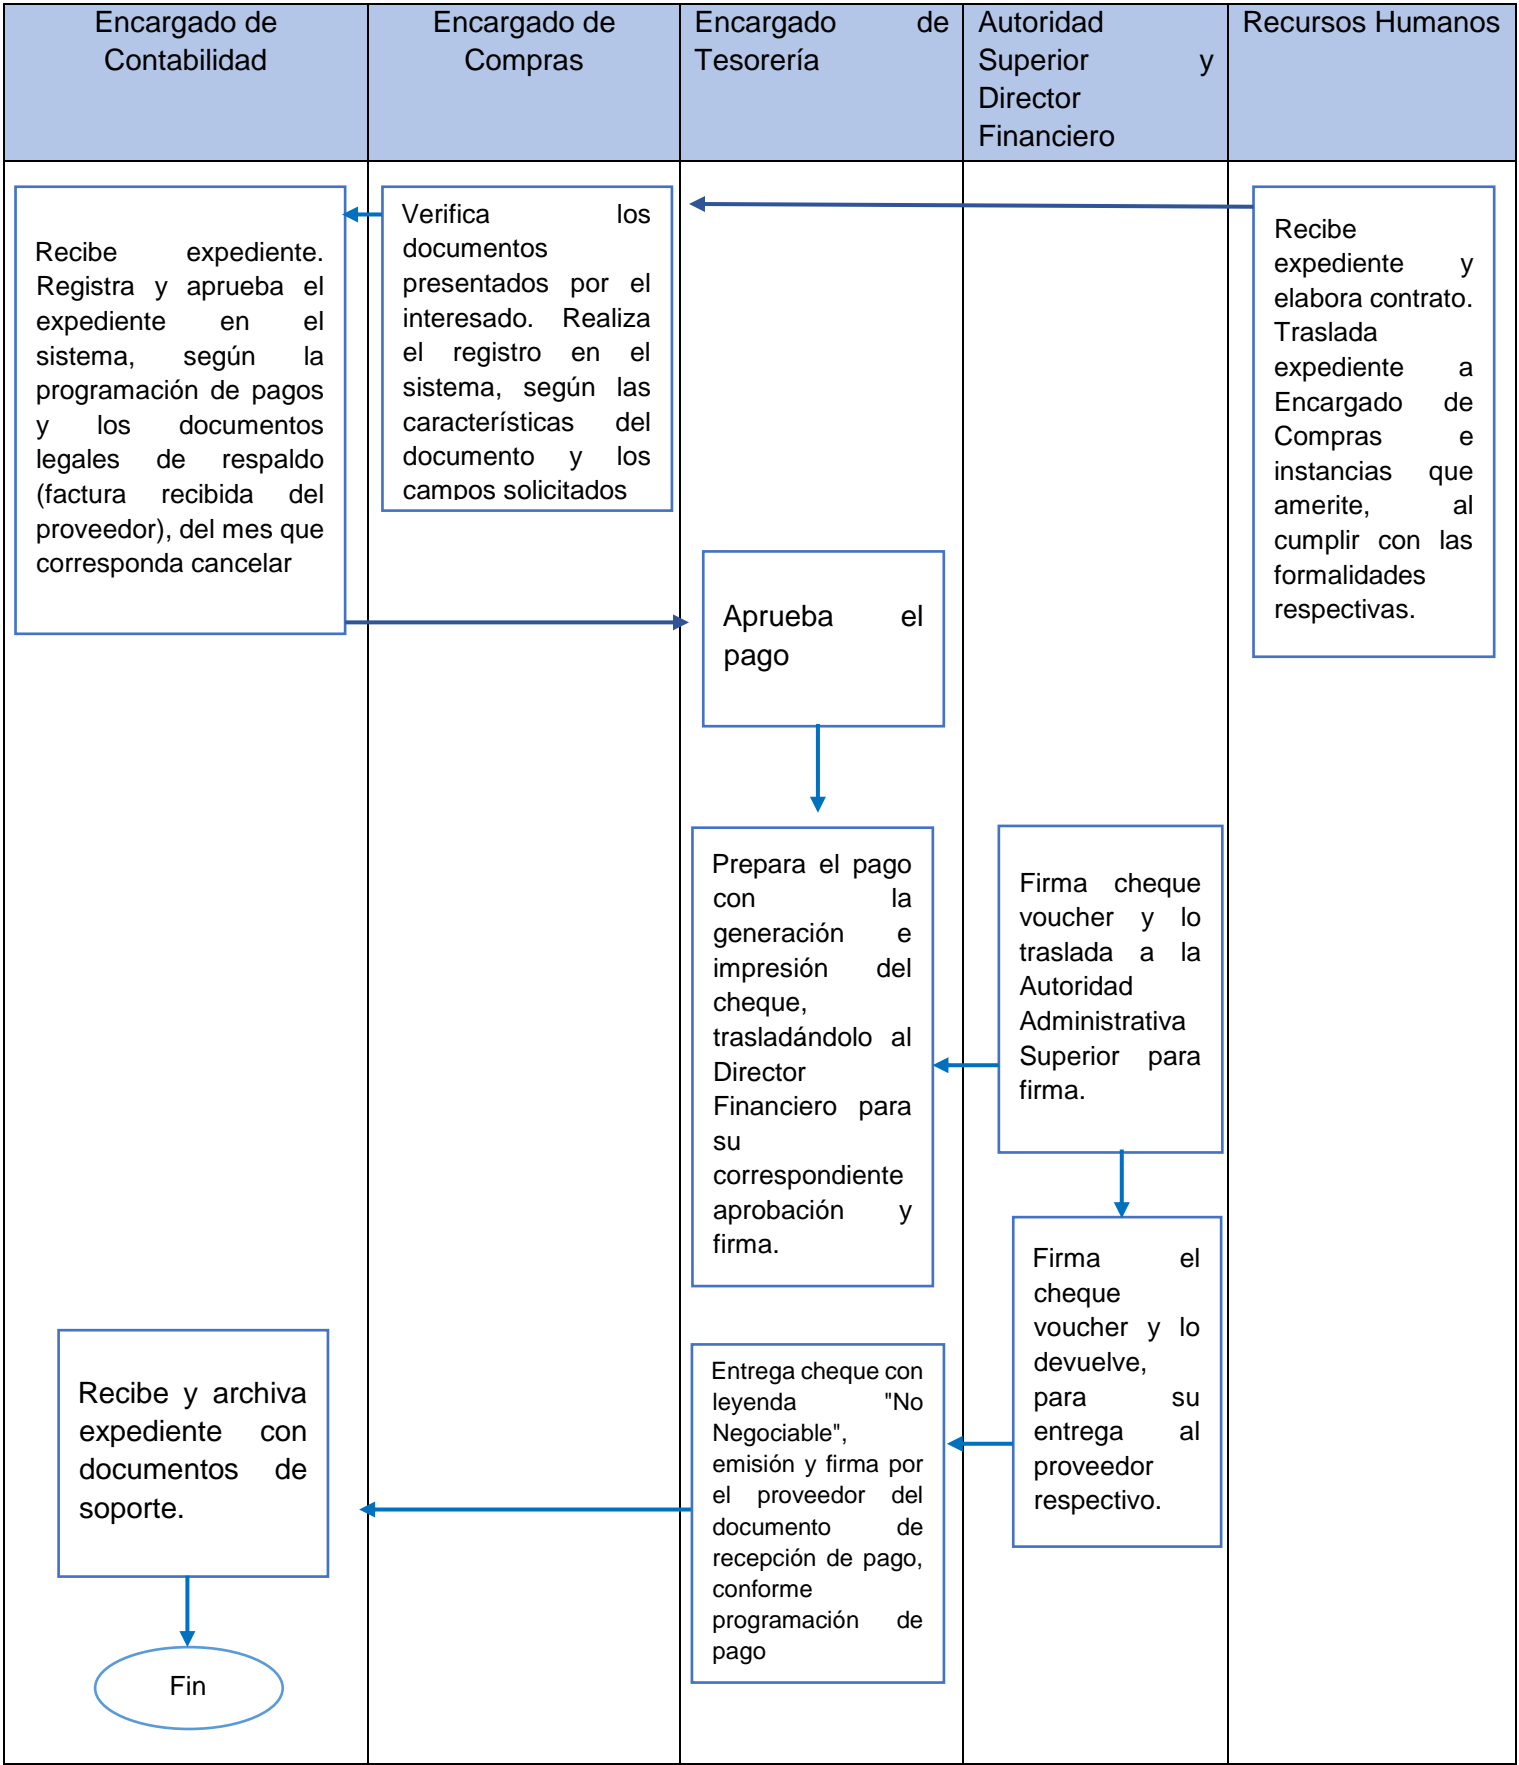 Encargado de
Contabilidad
Encargado de
Compras
Encargado de
Tesorería
Autoridad
Superior y
Director
Financiero
Recursos Humanos
Recibe expediente.
Registra y aprueba el
expediente en el
sistema, según la
programación de pagos
y los documentos
legales de respaldo
(factura recibida del
proveedor), del mes que
corresponda cancelar
Verifica los
documentos
presentados por el
interesado. Realiza
el registro en el
sistema, según las
características del
documento y los
campos solicitados
Recibe
expediente y
elabora contrato.
Traslada
expediente a
Encargado de
Compras e
instancias que
amerite, al
cumplir con las
formalidades
respectivas.
Aprueba el
pago
Prepara el pago
con la
generación e
impresión del
cheque,
trasladándolo al
Director
Financiero para
su
correspondiente
aprobación y
firma.
Firma cheque
voucher y lo
traslada a la
Autoridad
Administrativa
Superior para
firma.
Firma el
cheque
voucher y lo
devuelve,
para su
entrega al
proveedor
respectivo.
Entrega cheque con
leyenda "No
Negociable",
emisión y firma por
el proveedor del
documento de
recepción de pago,
conforme
programación de
pago
Recibe y archiva
expediente con
documentos de
soporte.
Fin